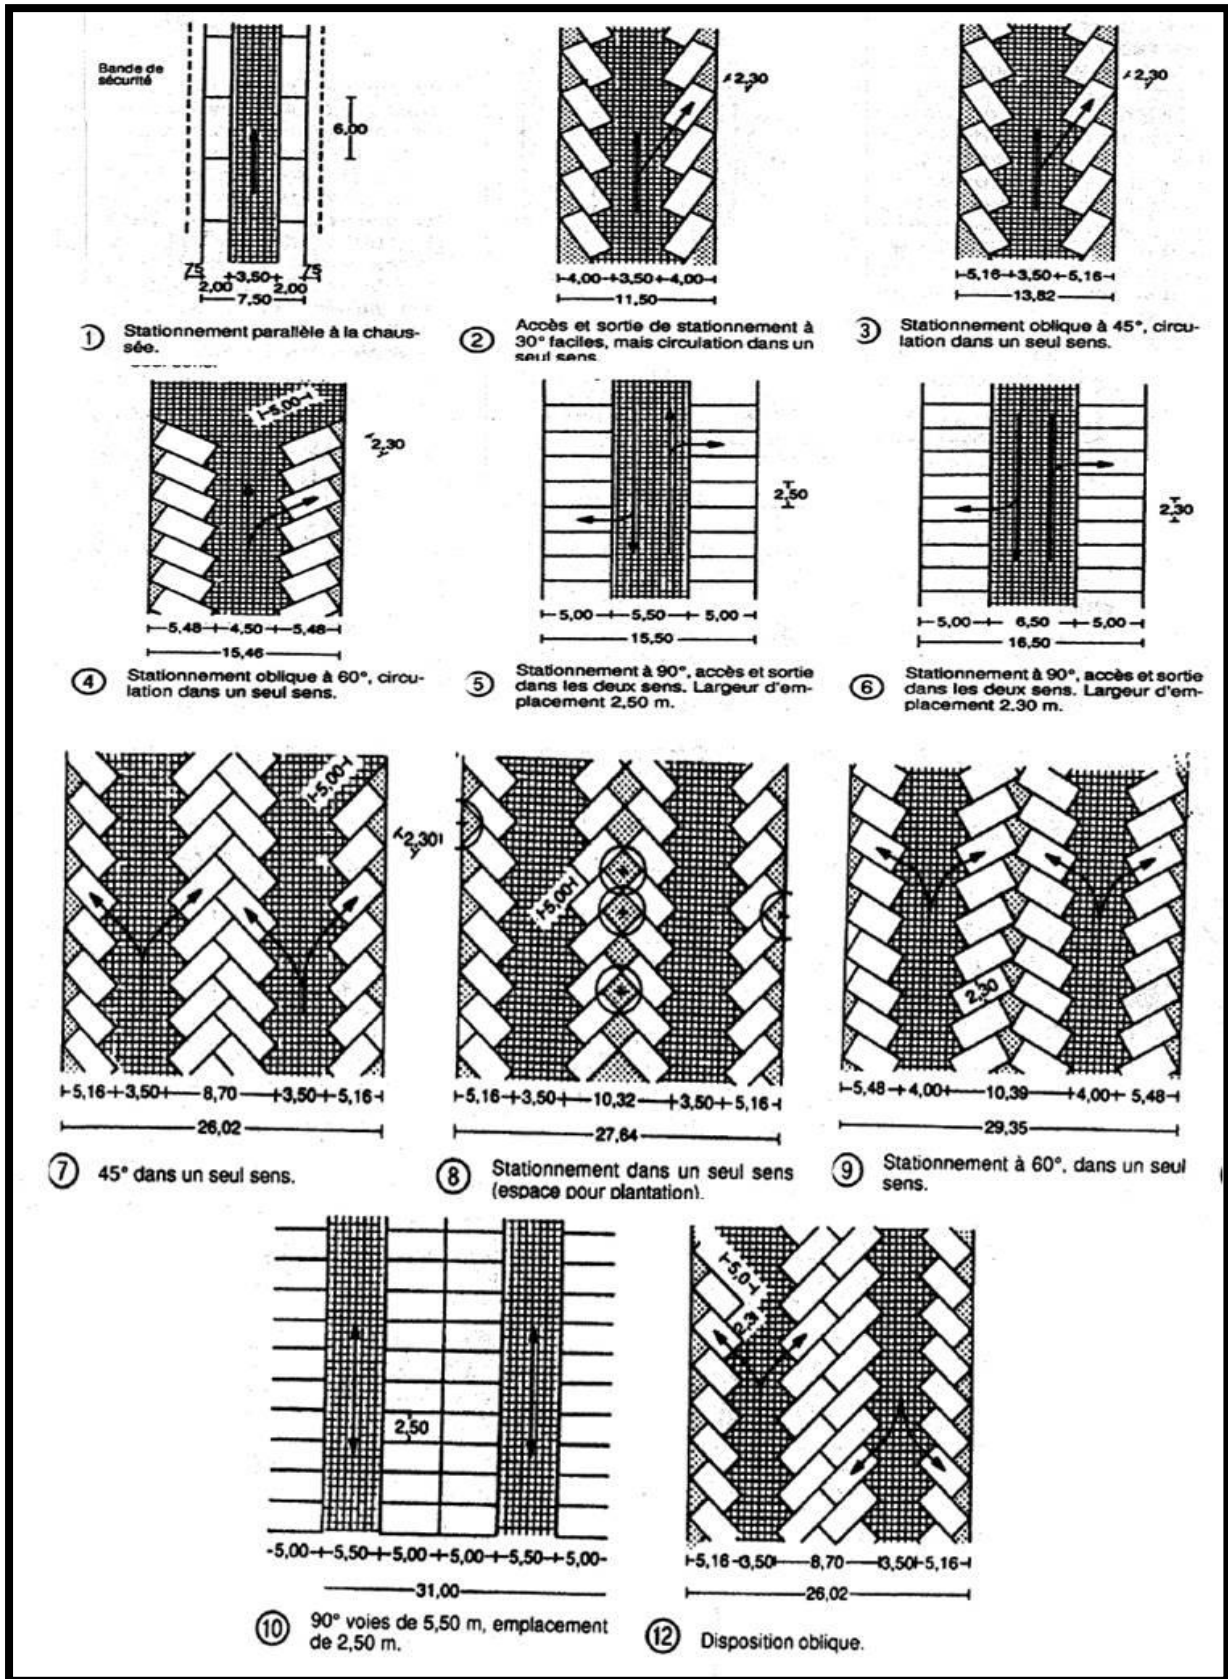 Bande de
sécurité
6,00
75
+3,50+
75
2,00
2,00
7,50
① Stationnement parallèle à la chaus-
sée.
2,30
4,00+3,50+4,00
11,50
② Accès et sortie de stationnement à
30° faciles, mais circulation dans un
seul sens
2,30
5,16+3,50+5,16
13,82
③ Stationnement oblique à 45°, circu-
lation dans un seul sens.
5,00
2,30
5,48 4,50 5,48
15,46
④ Stationnement oblique à 60°, circu-
lation dans un seul sens.
2,50
5,00 5,50 5,00
15,50
⑤ Stationnement à 90°, accès et sortie
dans les deux sens. Largeur d'em-
placement 2,50 m.
2,30
5,00 6,50 5,00
16,50
⑥ Stationnement à 90°, accès et sortie
dans les deux sens. Largeur d'em-
placement 2.30 m.
5,00
2,30
5,16+3,50+8,70+3,50+5,16
26,02
⑦ 45° dans un seul sens.
5,00
5,16+3,50+10,32+3,50+5,16
27,64
⑧ Stationnement dans un seul sens
(espace pour plantation).
2,30
5,48+4,00+10,39+4,00+5,48
29,35
⑨ Stationnement à 60°, dans un seul
sens.
2,50
5,00+5,50+5,00+5,00+5,50+5,00
31,00
⑩ 90° voies de 5,50 m, emplacement
de 2,50 m.
5,0
2,3
5,16 3,50 8,70 3,50 5,16
26,02
⑫ Disposition oblique.